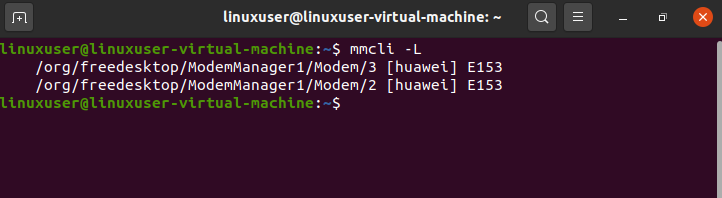 linuxuser@linuxuser-virtual-machine: ~
linuxuser@linuxuser-virtual-machine:~$ mmcli -L
    /org/freedesktop/ModemManager1/Modem/3 [huawei] E153
    /org/freedesktop/ModemManager1/Modem/2 [huawei] E153
linuxuser@linuxuser-virtual-machine:~$